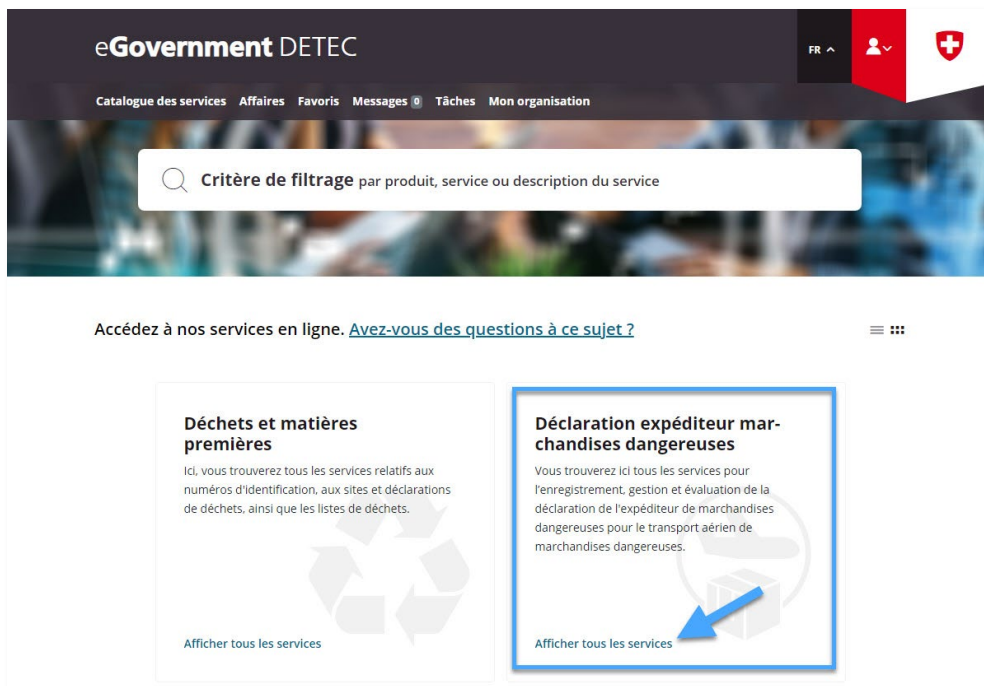 eGovernment DETEC
FR
Catalogue des services Affaires Favoris Messages 0 Tâches Mon organisation
Critère de filtrage par produit, service ou description du service
Accédez à nos services en ligne. Avez-vous des questions à ce sujet ?
Déchets et matières
premières
Ici, vous trouverez tous les services relatifs aux
numéros d'identification, aux sites et déclarations
de déchets, ainsi que les listes de déchets.
Afficher tous les services
Déclaration expéditeur mar-
chandises dangereuses
Vous trouverez ici tous les services pour
l'enregistrement, gestion et évaluation de la
déclaration de l'expéditeur de marchandises
dangereuses pour le transport aérien de
marchandises dangereuses.
Afficher tous les services